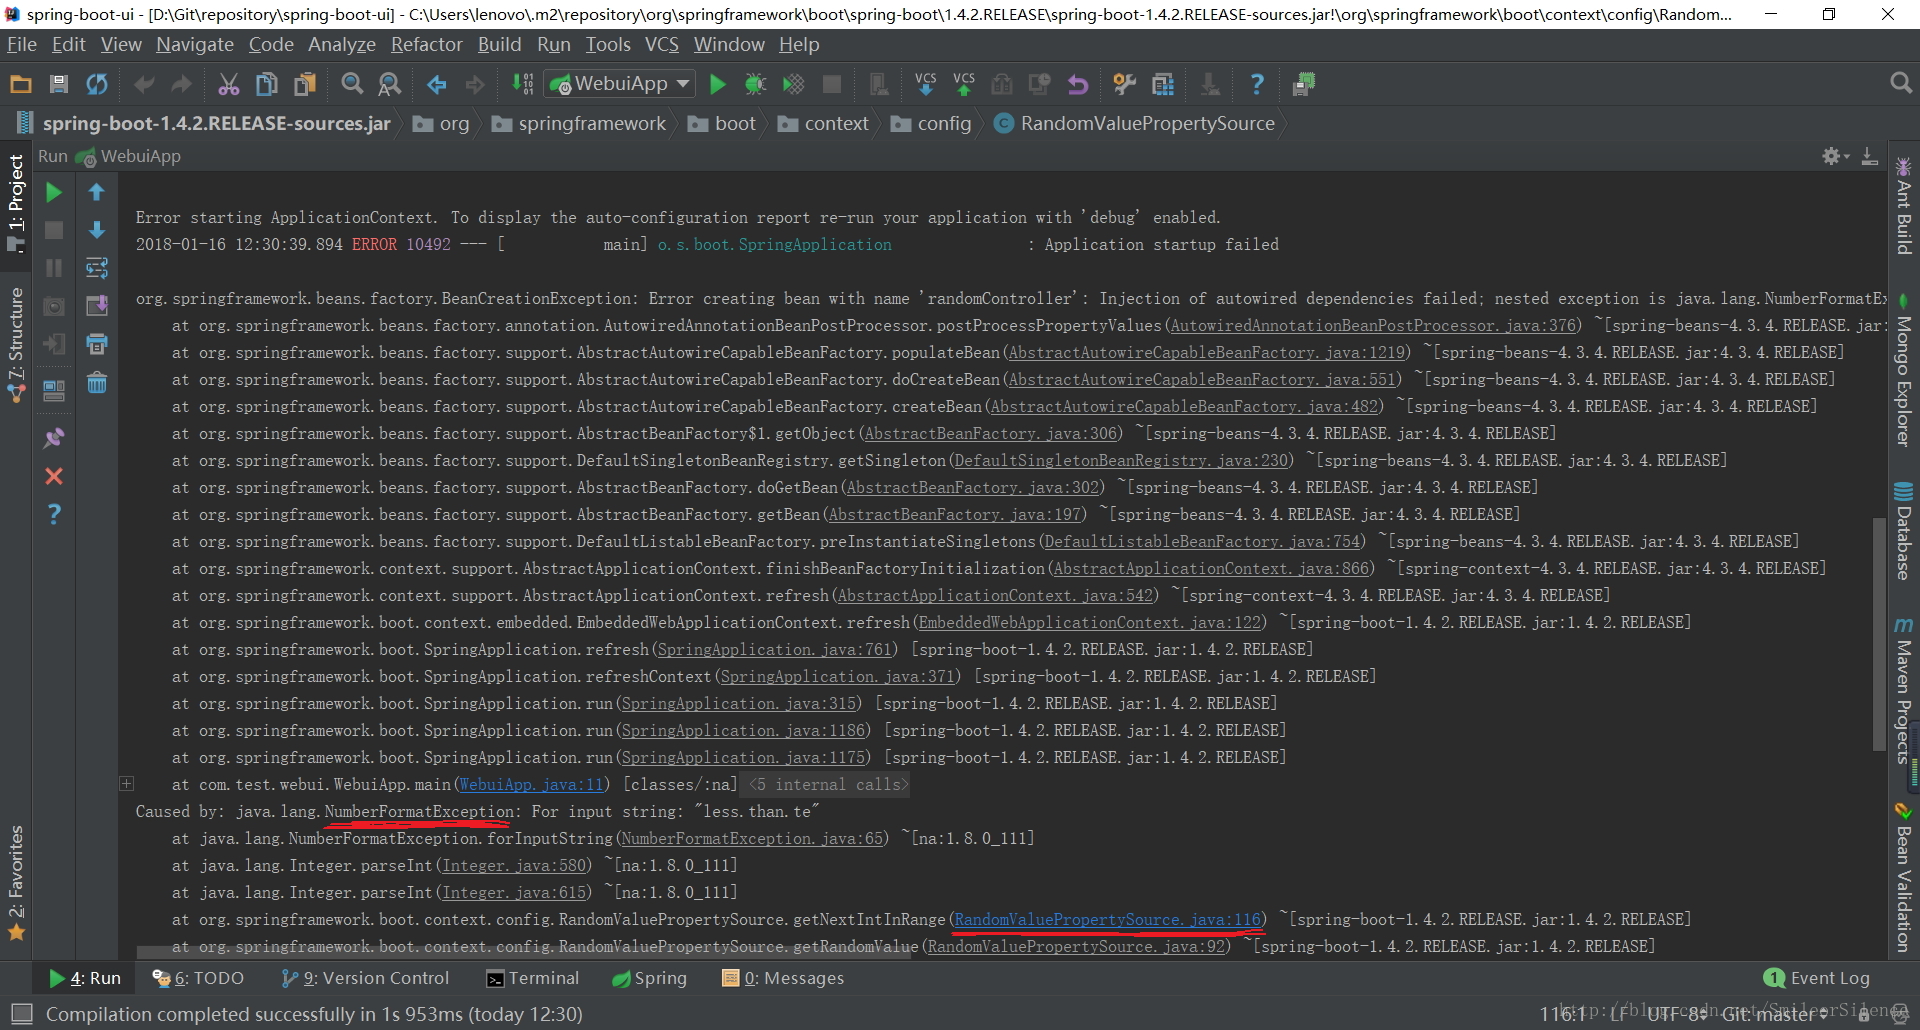 spring-boot-ui - [D:\Git\repository\spring-boot-ui] - C:\Users\lenovo\.m2\repository\org\springframework\boot\spring-boot\1.4.2.RELEASE\spring-boot-1.4.2.RELEASE-sources.jar!\org\springframework\boot\context\config\Random...
File Edit View Navigate Code Analyze Refactor Build Run Tools VCS Window Help
WebuiApp VCS VCS
spring-boot-1.4.2.RELEASE-sources.jar org springframework boot context config RandomValuePropertySource
Run WebuiApp
1: Project
7: Structure
2: Favorites
Error starting ApplicationContext. To display the auto-configuration report re-run your application with 'debug' enabled.
2018-01-16 12:30:39.894 ERROR 10492 --- [           main] o.s.boot.SpringApplication               : Application startup failed
org.springframework.beans.factory.BeanCreationException: Error creating bean with name 'randomController': Injection of autowired dependencies failed; nested exception is java.lang.NumberFormatEx
at org.springframework.beans.factory.annotation.AutowiredAnnotationBeanPostProcessor.postProcessPropertyValues(AutowiredAnnotationBeanPostProcessor.java:376) ~[spring-beans-4.3.4.RELEASE.jar:
at org.springframework.beans.factory.support.AbstractAutowireCapableBeanFactory.populateBean(AbstractAutowireCapableBeanFactory.java:1219) ~[spring-beans-4.3.4.RELEASE.jar:4.3.4.RELEASE]
at org.springframework.beans.factory.support.AbstractAutowireCapableBeanFactory.doCreateBean(AbstractAutowireCapableBeanFactory.java:551) ~[spring-beans-4.3.4.RELEASE.jar:4.3.4.RELEASE]
at org.springframework.beans.factory.support.AbstractAutowireCapableBeanFactory.createBean(AbstractAutowireCapableBeanFactory.java:482) ~[spring-beans-4.3.4.RELEASE.jar:4.3.4.RELEASE]
at org.springframework.beans.factory.support.AbstractBeanFactory$1.getObject(AbstractBeanFactory.java:306) ~[spring-beans-4.3.4.RELEASE.jar:4.3.4.RELEASE]
at org.springframework.beans.factory.support.DefaultSingletonBeanRegistry.getSingleton(DefaultSingletonBeanRegistry.java:230) ~[spring-beans-4.3.4.RELEASE.jar:4.3.4.RELEASE]
at org.springframework.beans.factory.support.AbstractBeanFactory.doGetBean(AbstractBeanFactory.java:302) ~[spring-beans-4.3.4.RELEASE.jar:4.3.4.RELEASE]
at org.springframework.beans.factory.support.AbstractBeanFactory.getBean(AbstractBeanFactory.java:197) ~[spring-beans-4.3.4.RELEASE.jar:4.3.4.RELEASE]
at org.springframework.beans.factory.support.DefaultListableBeanFactory.preInstantiateSingletons(DefaultListableBeanFactory.java:754) ~[spring-beans-4.3.4.RELEASE.jar:4.3.4.RELEASE]
at org.springframework.context.support.AbstractApplicationContext.finishBeanFactoryInitialization(AbstractApplicationContext.java:866) ~[spring-context-4.3.4.RELEASE.jar:4.3.4.RELEASE]
at org.springframework.context.support.AbstractApplicationContext.refresh(AbstractApplicationContext.java:542) ~[spring-context-4.3.4.RELEASE.jar:4.3.4.RELEASE]
at org.springframework.boot.context.embedded.EmbeddedWebApplicationContext.refresh(EmbeddedWebApplicationContext.java:122) ~[spring-boot-1.4.2.RELEASE.jar:1.4.2.RELEASE]
at org.springframework.boot.SpringApplication.refresh(SpringApplication.java:761) [spring-boot-1.4.2.RELEASE.jar:1.4.2.RELEASE]
at org.springframework.boot.SpringApplication.refreshContext(SpringApplication.java:371) [spring-boot-1.4.2.RELEASE.jar:1.4.2.RELEASE]
at org.springframework.boot.SpringApplication.run(SpringApplication.java:315) [spring-boot-1.4.2.RELEASE.jar:1.4.2.RELEASE]
at org.springframework.boot.SpringApplication.run(SpringApplication.java:1186) [spring-boot-1.4.2.RELEASE.jar:1.4.2.RELEASE]
at org.springframework.boot.SpringApplication.run(SpringApplication.java:1175) [spring-boot-1.4.2.RELEASE.jar:1.4.2.RELEASE]
at com.test.webui.WebuiApp.main(WebuiApp.java:11) [classes/:na] <5 internal calls>
Caused by: java.lang.NumberFormatException: For input string: "less.than.te"
at java.lang.NumberFormatException.forInputString(NumberFormatException.java:65) ~[na:1.8.0_111]
at java.lang.Integer.parseInt(Integer.java:580) ~[na:1.8.0_111]
at java.lang.Integer.parseInt(Integer.java:615) ~[na:1.8.0_111]
at org.springframework.boot.context.config.RandomValuePropertySource.getNextIntInRange(RandomValuePropertySource.java:116) ~[spring-boot-1.4.2.RELEASE.jar:1.4.2.RELEASE]
at org.springframework.boot.context.config.RandomValuePropertySource.getRandomValue(RandomValuePropertySource.java:92) ~[spring-boot-1.4.2.RELEASE.jar:1.4.2.RELEASE]
Ant Build
Mongo Explorer
Database
Maven Projects
Bean Validation
4: Run 6: TODO 9: Version Control Terminal Spring 0: Messages 1 Event Log
Compilation completed successfully in 1s 953ms (today 12:30) 116:1 LF UTF-8 Git: master
http://blog.csdn.net/SmileorSilence